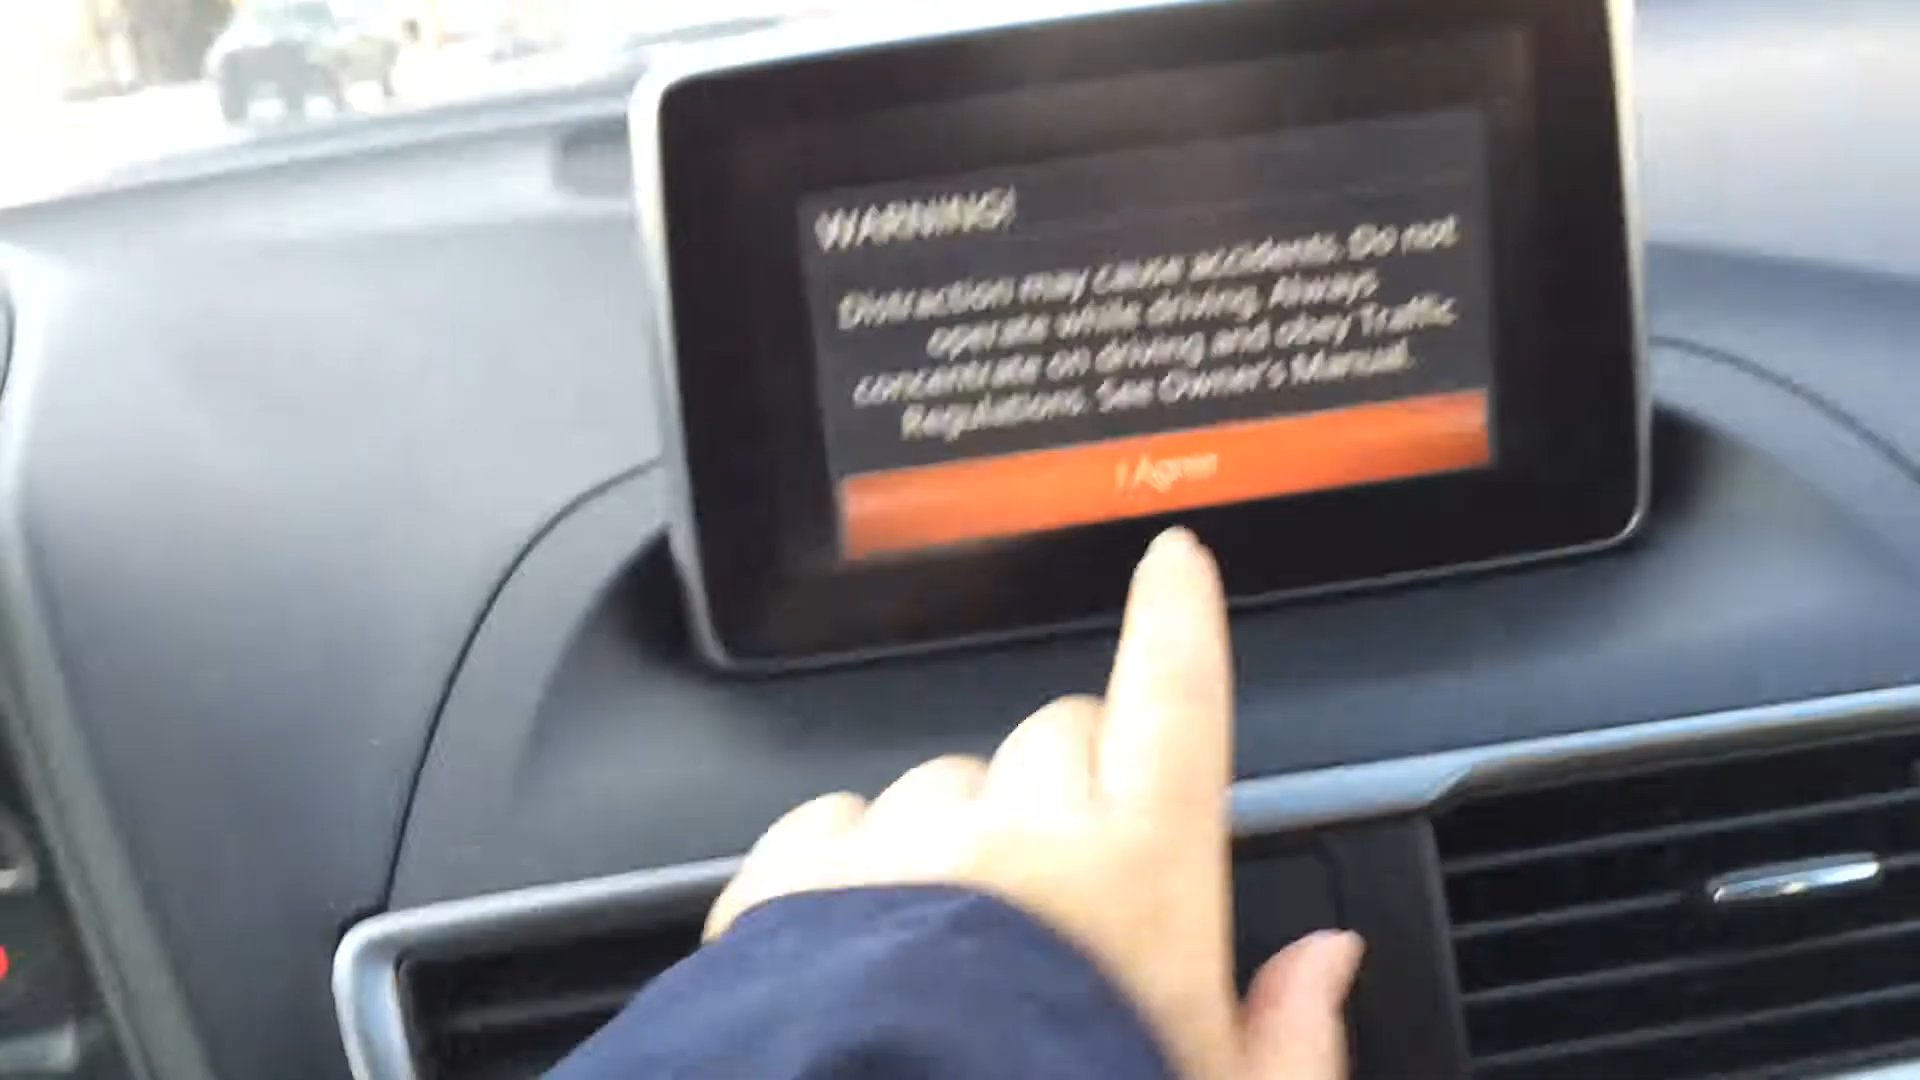 WARNING!
Distraction may cause accidents. Do not
operate while driving. Always
concentrate on driving and obey Traffic
Regulations. See Owner's Manual.
I Agree